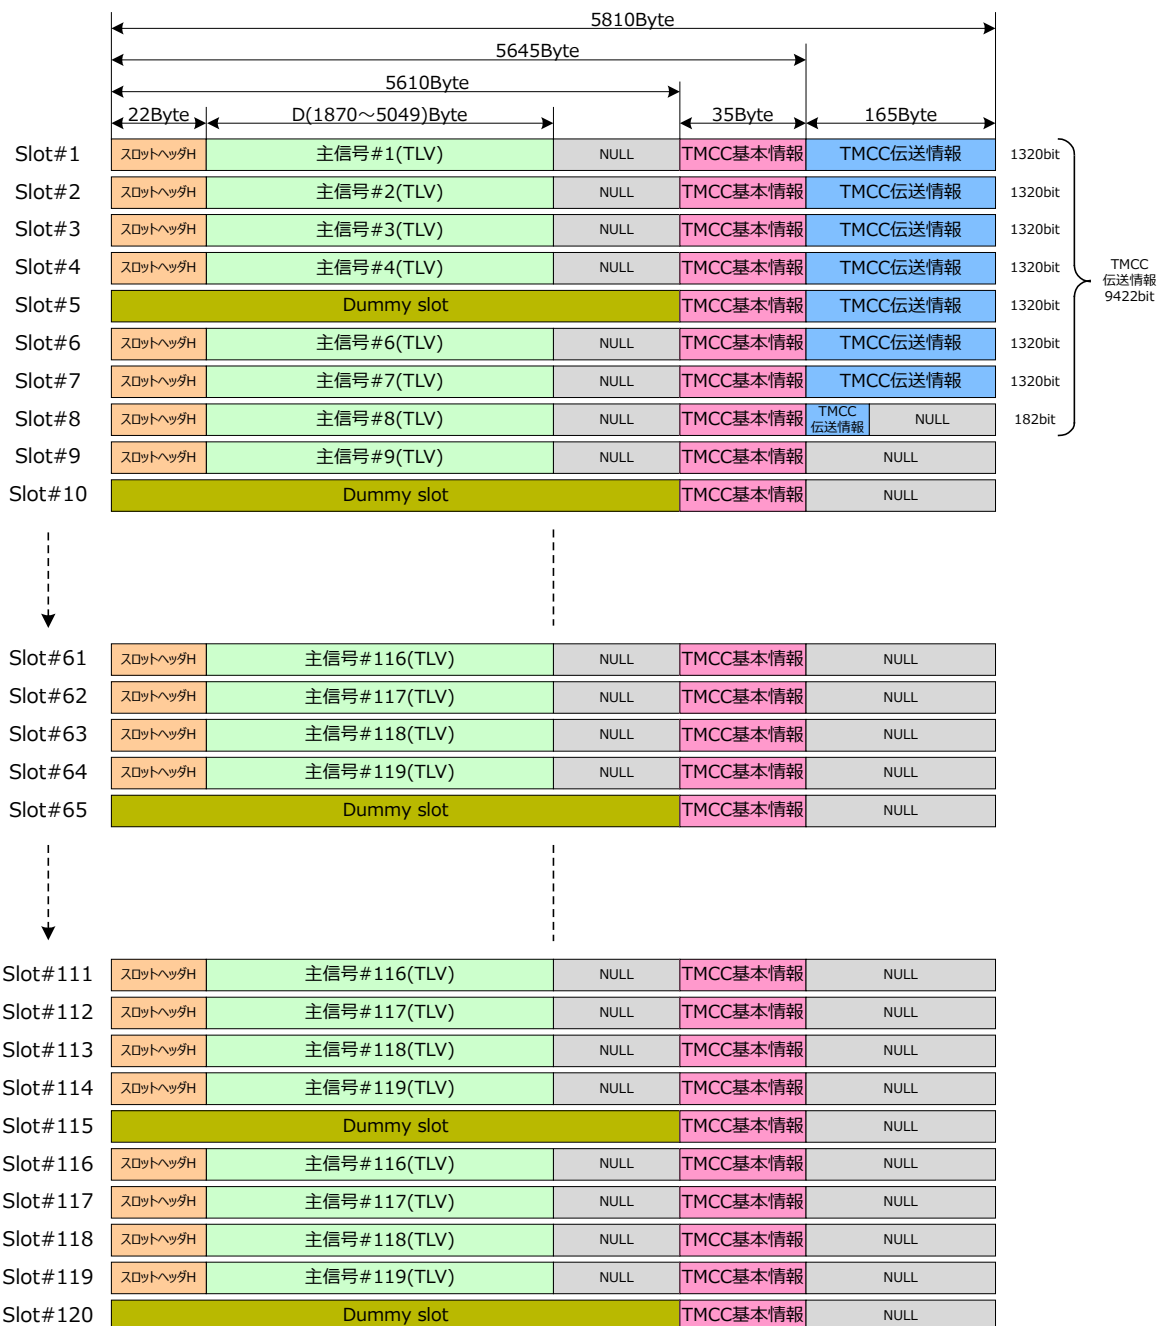 5810Byte
5645Byte
5610Byte
22Byte D(1870～5049)Byte 35Byte 165Byte
Slot#1 スロットヘッダH 主信号#1(TLV) NULL TMCC基本情報 TMCC伝送情報 1320bit
Slot#2 スロットヘッダH 主信号#2(TLV) NULL TMCC基本情報 TMCC伝送情報 1320bit
Slot#3 スロットヘッダH 主信号#3(TLV) NULL TMCC基本情報 TMCC伝送情報 1320bit
Slot#4 スロットヘッダH 主信号#4(TLV) NULL TMCC基本情報 TMCC伝送情報 1320bit
Slot#5 Dummy slot TMCC基本情報 TMCC伝送情報 1320bit
Slot#6 スロットヘッダH 主信号#6(TLV) NULL TMCC基本情報 TMCC伝送情報 1320bit
Slot#7 スロットヘッダH 主信号#7(TLV) NULL TMCC基本情報 TMCC伝送情報 1320bit
Slot#8 スロットヘッダH 主信号#8(TLV) NULL TMCC基本情報 TMCC伝送情報 NULL 182bit
TMCC
伝送情報
9422bit
Slot#9 スロットヘッダH 主信号#9(TLV) NULL TMCC基本情報 NULL
Slot#10 Dummy slot TMCC基本情報 NULL
Slot#61 スロットヘッダH 主信号#116(TLV) NULL TMCC基本情報 NULL
Slot#62 スロットヘッダH 主信号#117(TLV) NULL TMCC基本情報 NULL
Slot#63 スロットヘッダH 主信号#118(TLV) NULL TMCC基本情報 NULL
Slot#64 スロットヘッダH 主信号#119(TLV) NULL TMCC基本情報 NULL
Slot#65 Dummy slot TMCC基本情報 NULL
Slot#111 スロットヘッダH 主信号#116(TLV) NULL TMCC基本情報 NULL
Slot#112 スロットヘッダH 主信号#117(TLV) NULL TMCC基本情報 NULL
Slot#113 スロットヘッダH 主信号#118(TLV) NULL TMCC基本情報 NULL
Slot#114 スロットヘッダH 主信号#119(TLV) NULL TMCC基本情報 NULL
Slot#115 Dummy slot TMCC基本情報 NULL
Slot#116 スロットヘッダH 主信号#116(TLV) NULL TMCC基本情報 NULL
Slot#117 スロットヘッダH 主信号#117(TLV) NULL TMCC基本情報 NULL
Slot#118 スロットヘッダH 主信号#118(TLV) NULL TMCC基本情報 NULL
Slot#119 スロットヘッダH 主信号#119(TLV) NULL TMCC基本情報 NULL
Slot#120 Dummy slot TMCC基本情報 NULL